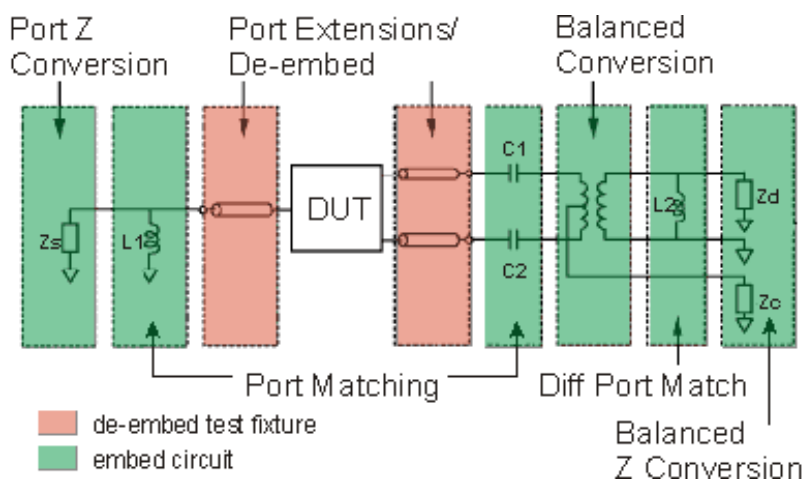 Port Z
Conversion
Port Extensions/
De-embed
Balanced
Conversion
C1
Zs
L1
DUT
C2
L2
Zd
Zc
Port Matching
Diff Port Match
Balanced
Z Conversion
de-embed test fixture
embed circuit